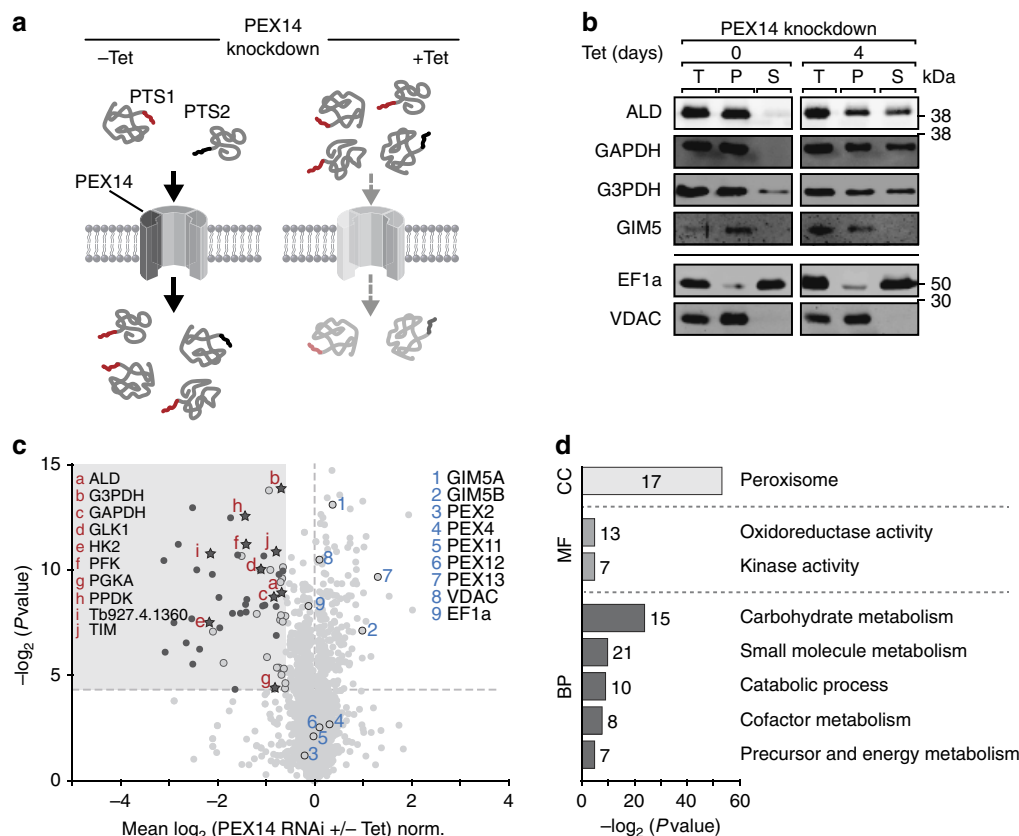 a
PEX14
knockdown
–Tet
+Tet
PTS1
PTS2
PEX14
b
PEX14 knockdown
Tet (days) 0 4
T P S T P S kDa
ALD
38
38
GAPDH
G3PDH
GIM5
EF1a
50
30
VDAC
c
15
10
5
0
–log2 (Pvalue)
a ALD
b G3PDH
c GAPDH
d GLK1
e HK2
f PFK
g PGKA
h PPDK
i Tb927.4.1360
j TIM
1 GIM5A
2 GIM5B
3 PEX2
4 PEX4
5 PEX11
6 PEX12
7 PEX13
8 VDAC
9 EF1a
b
1
h
f
j
i
8
d
7
a
c
9
e
2
g
6
4
5
3
–4 –2 0 2 4
Mean log2 (PEX14 RNAi +/– Tet) norm.
d
CC
17 Peroxisome
MF
13 Oxidoreductase activity
7 Kinase activity
BP
15 Carbohydrate metabolism
21 Small molecule metabolism
10 Catabolic process
8 Cofactor metabolism
7 Precursor and energy metabolism
0 20 40 60
–log2 (Pvalue)